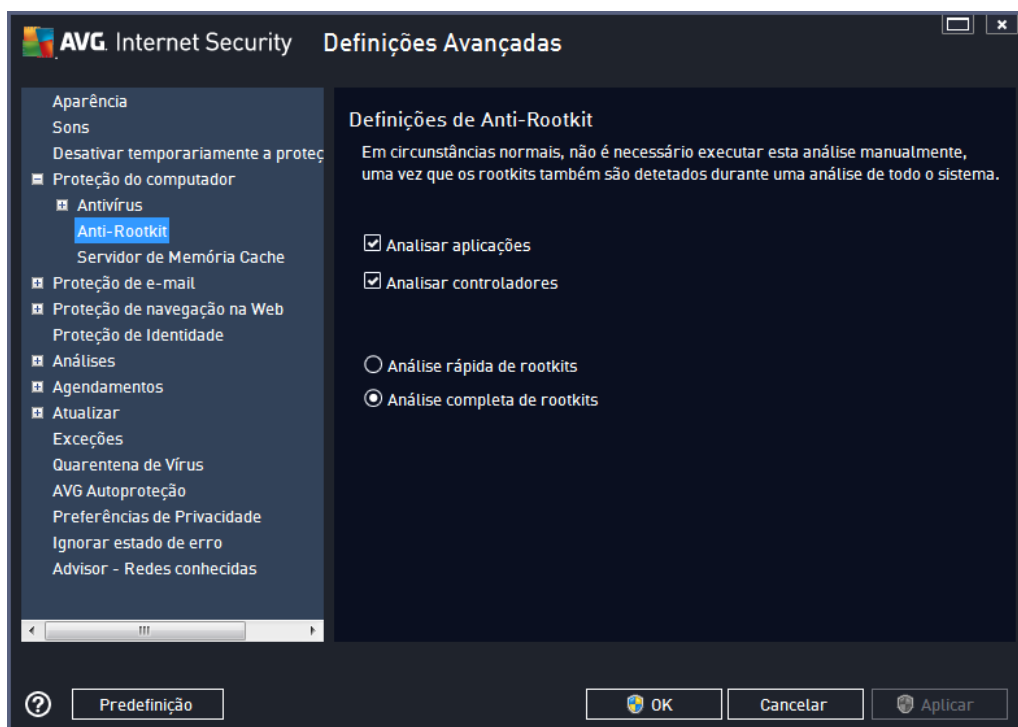 AVG. Internet Security
Definições Avançadas
Aparência
Sons
Desativar temporariamente a proteç
Proteção do computador
Antivírus
Anti-Rootkit
Servidor de Memória Cache
Proteção de e-mail
Proteção de navegação na Web
Proteção de Identidade
Análises
Agendamentos
Atualizar
Exceções
Quarentena de Vírus
AVG Autoproteção
Preferências de Privacidade
Ignorar estado de erro
Advisor - Redes conhecidas
Definições de Anti-Rootkit
Em circunstâncias normais, não é necessário executar esta análise manualmente,
uma vez que os rootkits também são detetados durante uma análise de todo o sistema.
Analisar aplicações
Analisar controladores
Análise rápida de rootkits
Análise completa de rootkits
Predefinição
OK
Cancelar
Aplicar